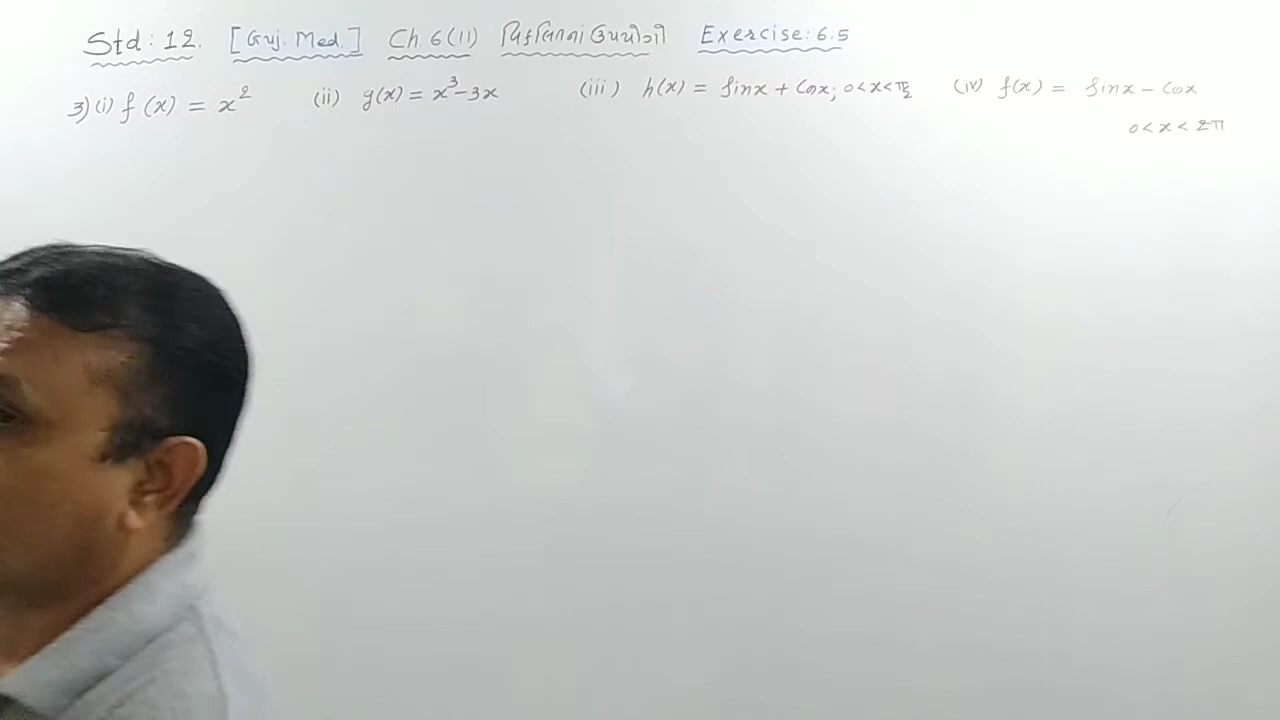 Std: 12. [Guj. Med.] Ch. 6(11) વિકલિતનાં ઉપયોગો Exercise: 6.5
3) (i) f(x) = x² (ii) g(x) = x³-3x (iii) h(x) = sinx + cosx; 0<x<π/2 (iv) f(x) = sinx - cosx
0<x<2π